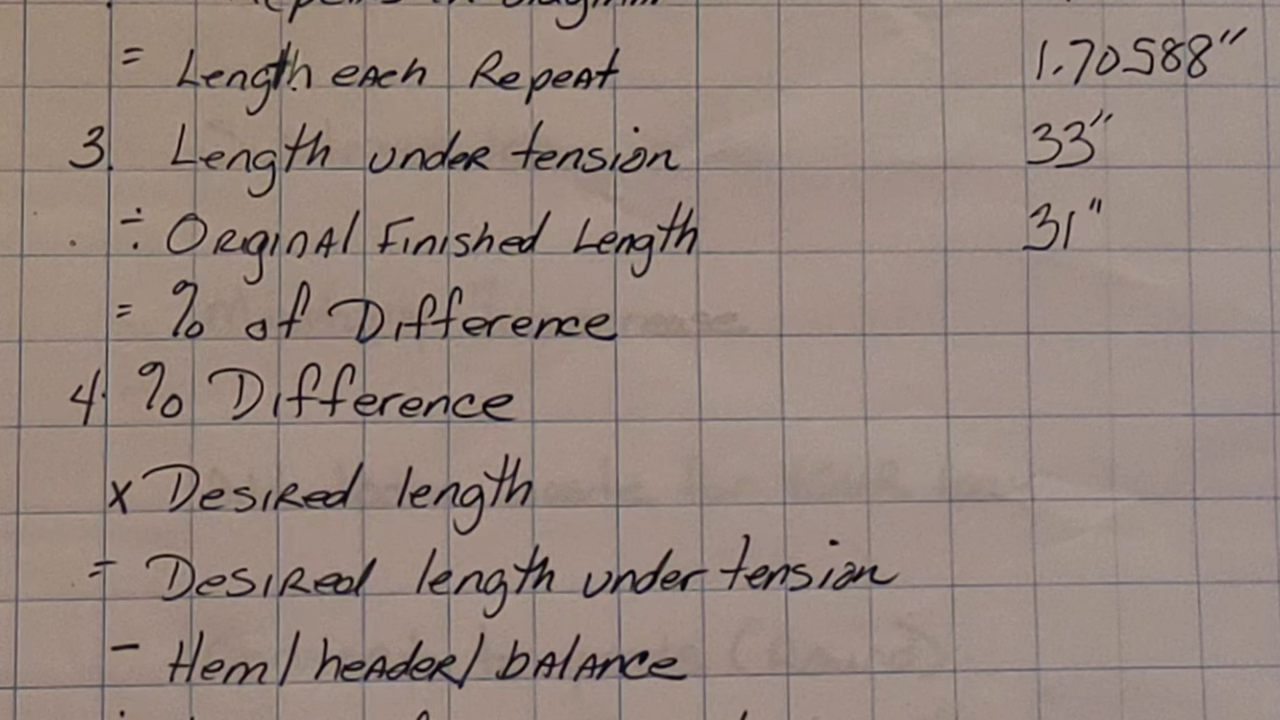 = Length each Repeat 1.70588"
3. Length under tension 33"
÷ Orginal Finished Length 31"
= % of Difference
4. % Difference
x Desired length
= Desired length under tension
- Hem/header/balance